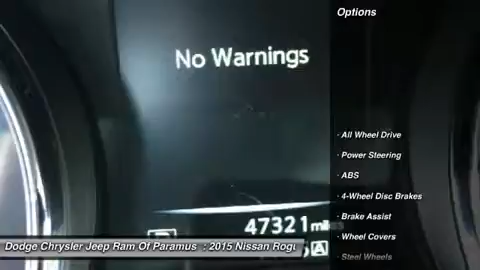 Options
No Warnings
· All Wheel Drive
· Power Steering
· ABS
· 4-Wheel Disc Brakes
· Brake Assist
· Wheel Covers
· Steel Wheels
47321 miles
Dodge Chrysler Jeep Ram Of Paramus : 2015 Nissan Rogu